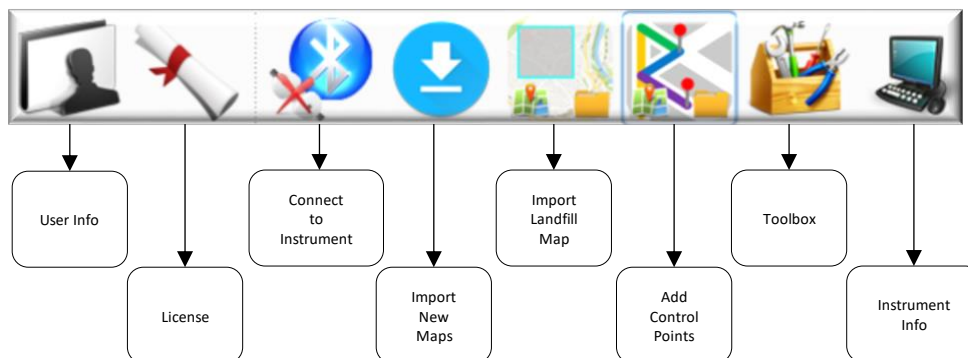 User Info
Connect
to
Instrument
Import
Landfill
Map
Toolbox
License
Import
New
Maps
Add
Control
Points
Instrument
Info